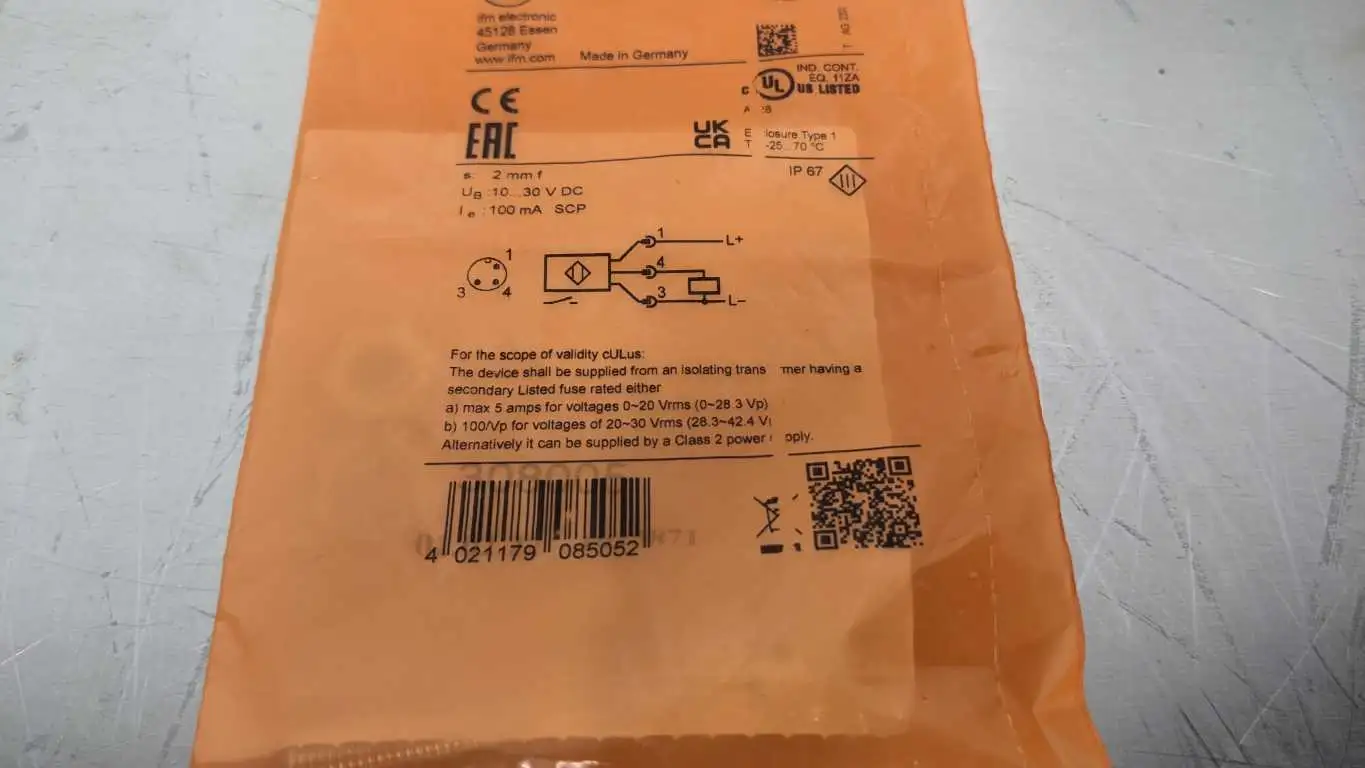 ifm electronic
45128 Essen
Germany
www.ifm.com
Made in Germany
CE
EAC
UK
CA
C UL US LISTED
IND. CONT.
EQ. 11ZA
losure Type 1
-25...70 °C
s: 2 mm f
UB : 10...30 V DC
Ie : 100 mA SCP
IP 67
1
3
4
1
4
3
L+
L–
For the scope of validity cULus:
The device shall be supplied from an isolating trans mer having a
secondary Listed fuse rated either
a) max 5 amps for voltages 0~20 Vrms (0~28.3 Vp)
b) 100/Vp for voltages of 20~30 Vrms (28.3~42.4 V
Alternatively it can be supplied by a Class 2 power pply.
4 021179 085052